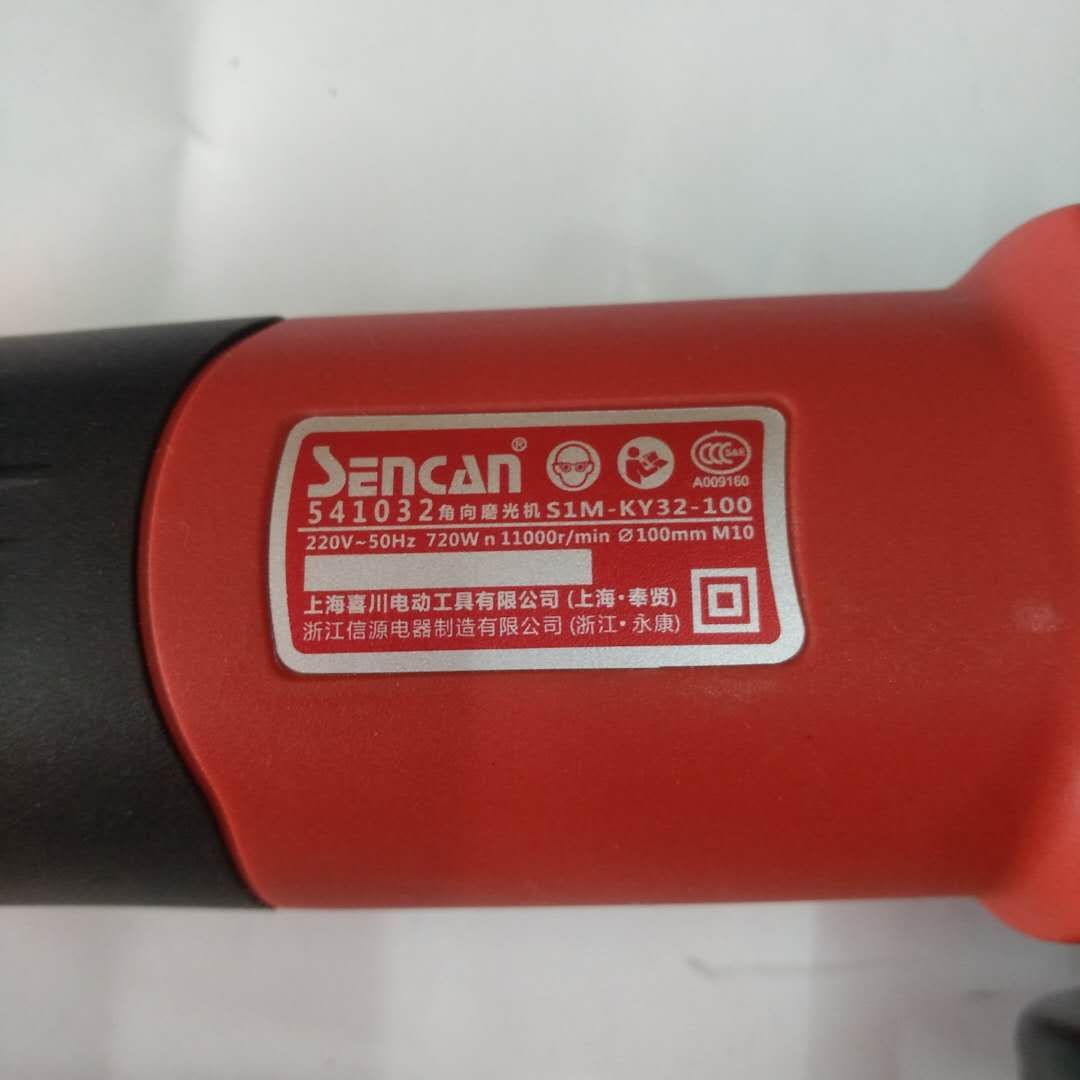 SENCAN®
CCC S&E
A009160
541032角向磨光机 S1M-KY32-100
220V~50Hz 720W n 11000r/min Ø100mm M10
上海喜川电动工具有限公司 (上海·奉贤)
浙江信源电器制造有限公司 (浙江·永康)